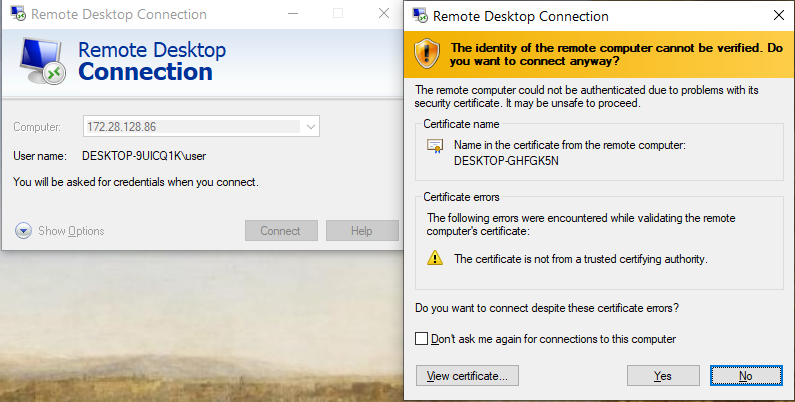 Remote Desktop Connection
Remote Desktop
Connection
Computer:
172.28.128.86
User name:
DESKTOP-9UICQ1K\user
You will be asked for credentials when you connect.
Show Options
Connect
Help
Remote Desktop Connection
The identity of the remote computer cannot be verified. Do
you want to connect anyway?
The remote computer could not be authenticated due to problems with its
security certificate. It may be unsafe to proceed.
Certificate name
Name in the certificate from the remote computer:
DESKTOP-GHFGK5N
Certificate errors
The following errors were encountered while validating the remote
computer's certificate:
The certificate is not from a trusted certifying authority.
Do you want to connect despite these certificate errors?
Don't ask me again for connections to this computer
View certificate...
Yes
No